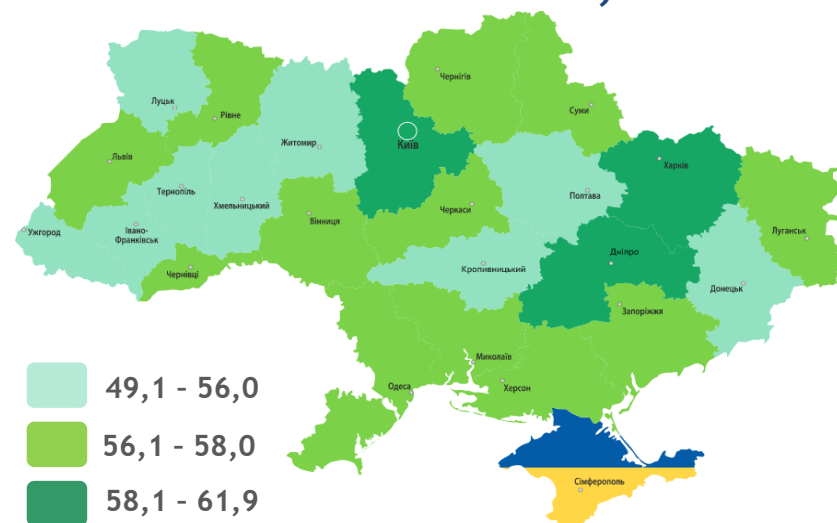 Чернігів
Суми
Луцьк
Рівне
Житомир
Київ
Харків
Львів
Тернопіль
Хмельницький
Полтава
Ужгород
Івано-
Франківськ
Вінниця
Черкаси
Луганськ
Чернівці
Кропивницький
Дніпро
Донецьк
Запоріжжя
Миколаїв
Одеса
Херсон
Сімферополь
49,1 - 56,0
56,1 - 58,0
58,1 - 61,9